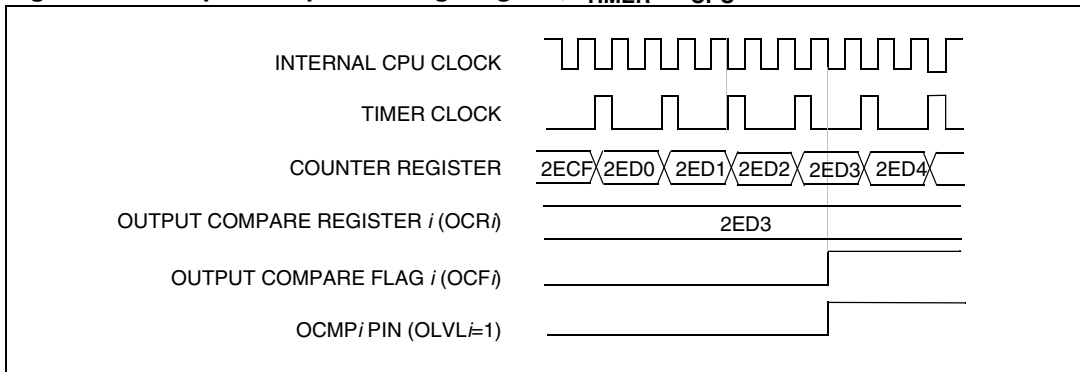 INTERNAL CPU CLOCK
TIMER CLOCK
COUNTER REGISTER 2ECF 2ED0 2ED1 2ED2 2ED3 2ED4
OUTPUT COMPARE REGISTER i (OCRi) 2ED3
OUTPUT COMPARE FLAG i (OCFi)
OCMPi PIN (OLVLi=1)